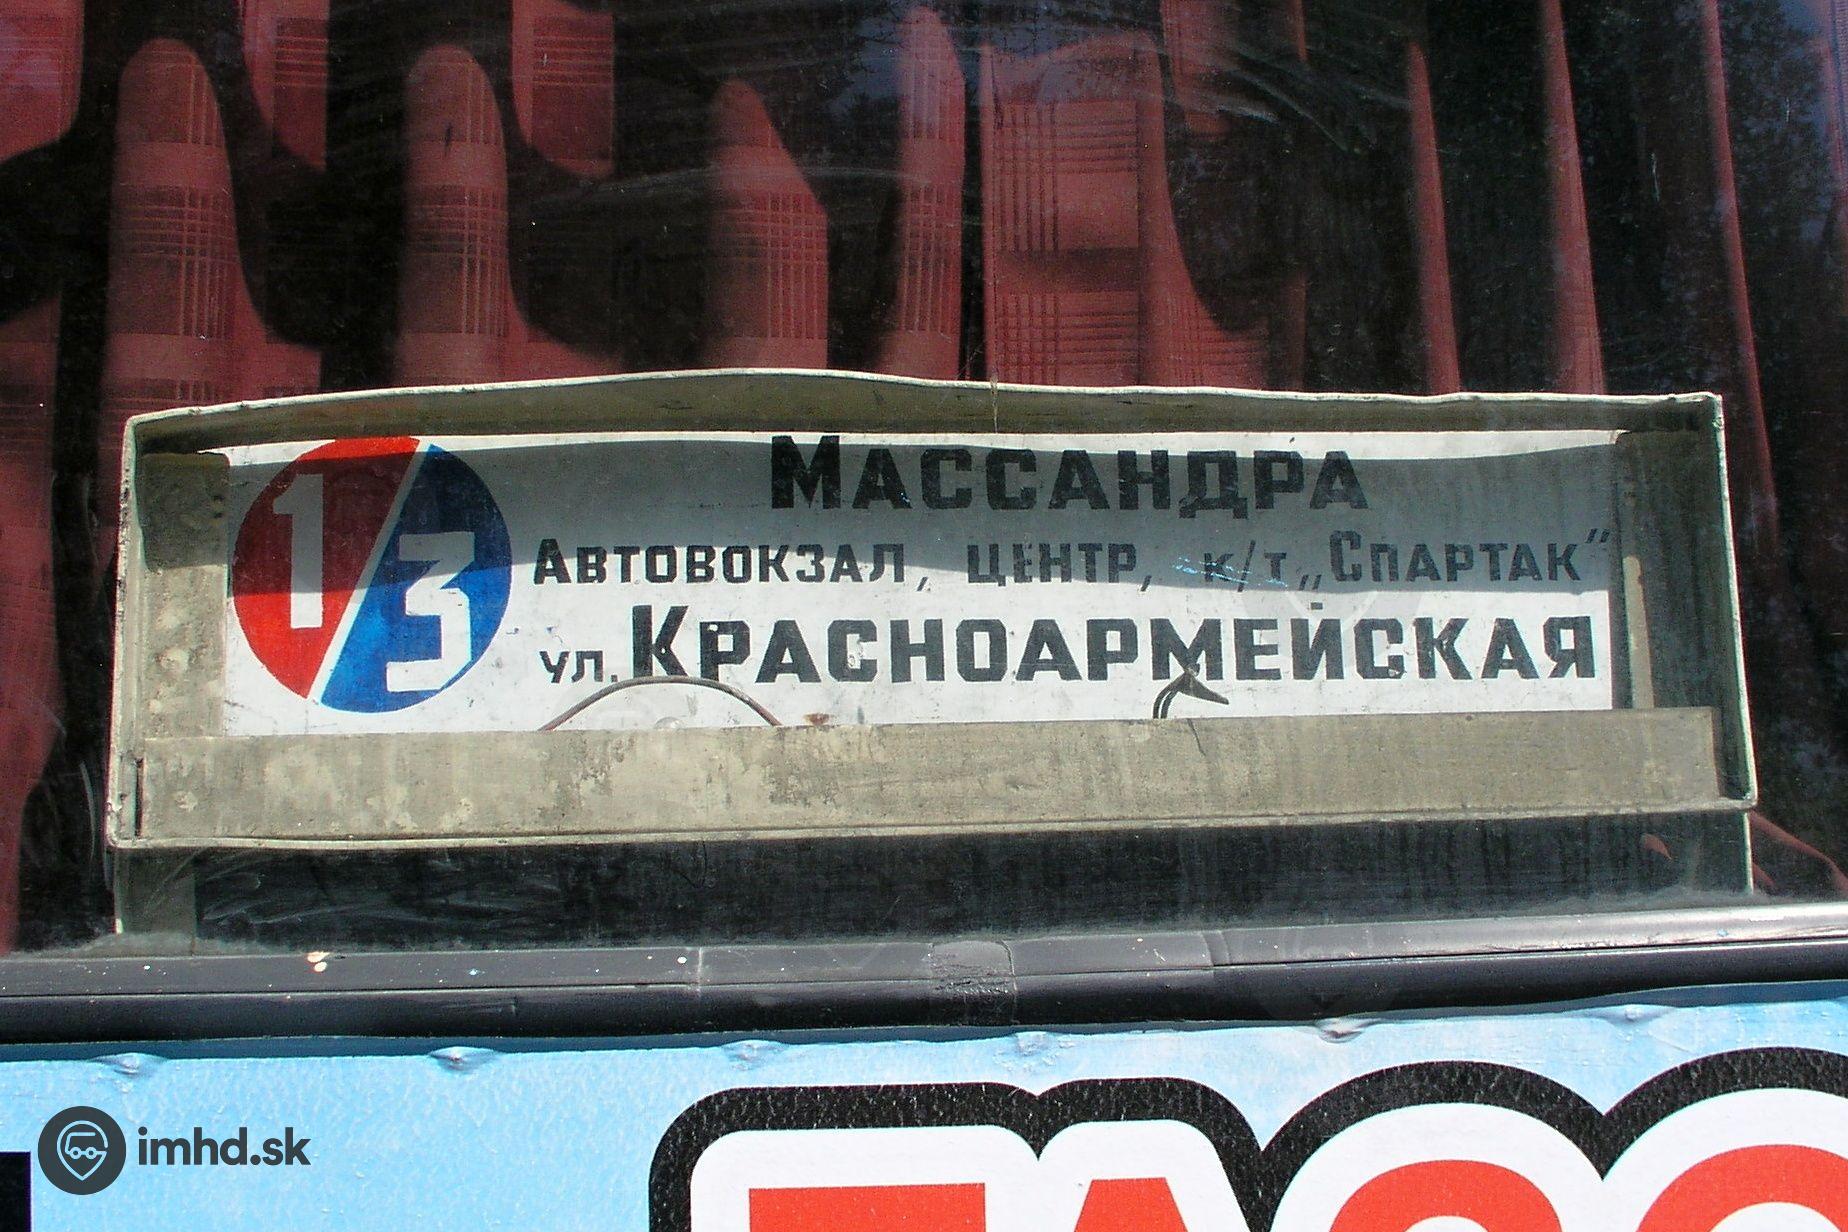 1/3
МАССАНДРА
АВТОВОКЗАЛ, ЦЕНТР, К/Т „СПАРТАК“
УЛ. КРАСНОАРМЕЙСКАЯ
imhd.sk